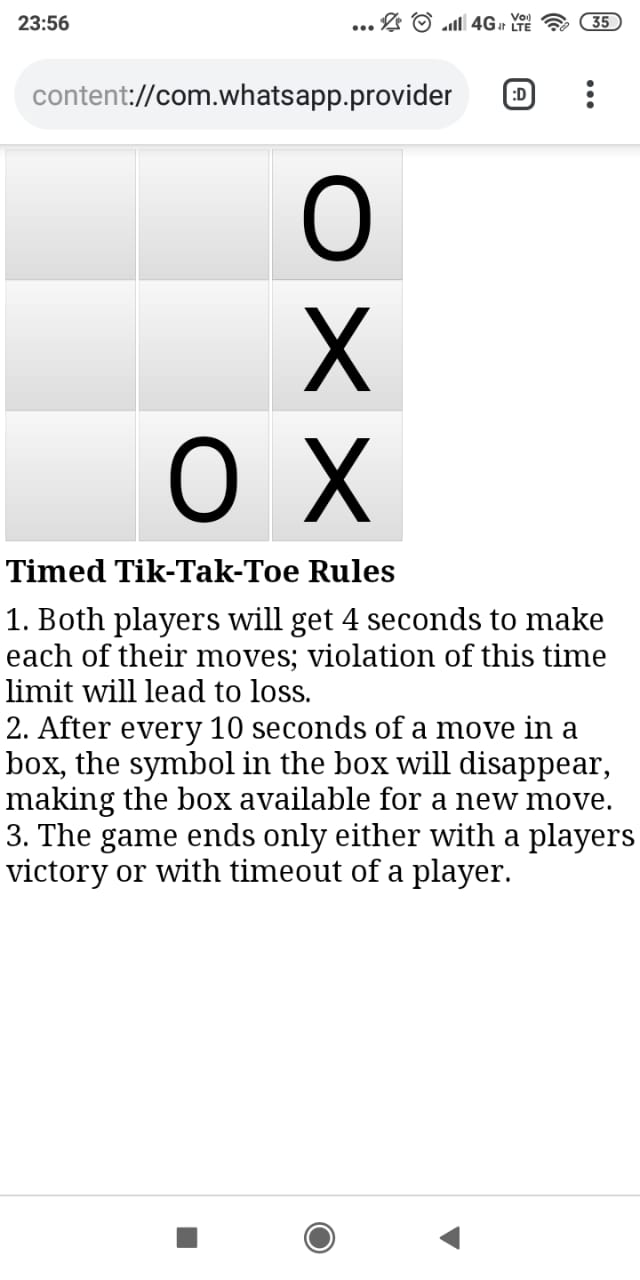 23:56 ... 4G Vo) LTE 35
content://com.whatsapp.provider :D
O
X
O X
Timed Tik-Tak-Toe Rules
1. Both players will get 4 seconds to make
each of their moves; violation of this time
limit will lead to loss.
2. After every 10 seconds of a move in a
box, the symbol in the box will disappear,
making the box available for a new move.
3. The game ends only either with a players
victory or with timeout of a player.